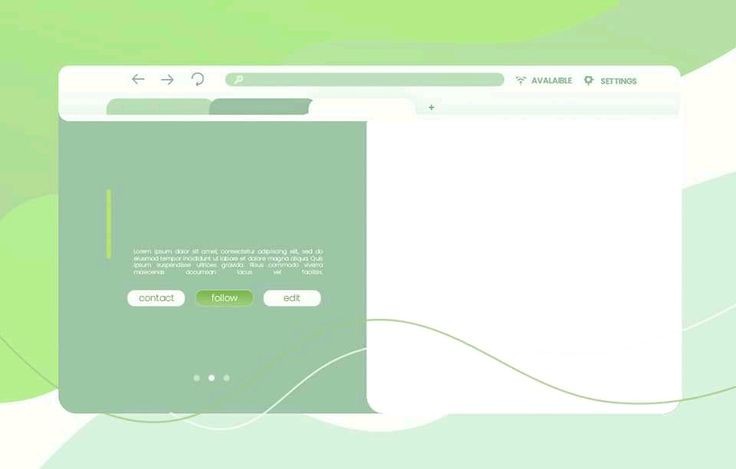 AVALAIBLE SETTINGS
+
Lorem ipsum dolor sit amet, consectetur adipiscing elit, sed do
eiusmod tempor incididunt ut labore et dolore magna aliqua. Quis
ipsum suspendisse ultrices gravida. Risus commodo viverra
maecenas accumsan lacus vel facilisis.
contact follow edit